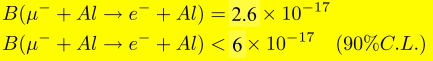 B(μ⁻ + Al → e⁻ + Al) = 2.6 × 10⁻¹⁷
B(μ⁻ + Al → e⁻ + Al) < 6 × 10⁻¹⁷ (90%C.L.)